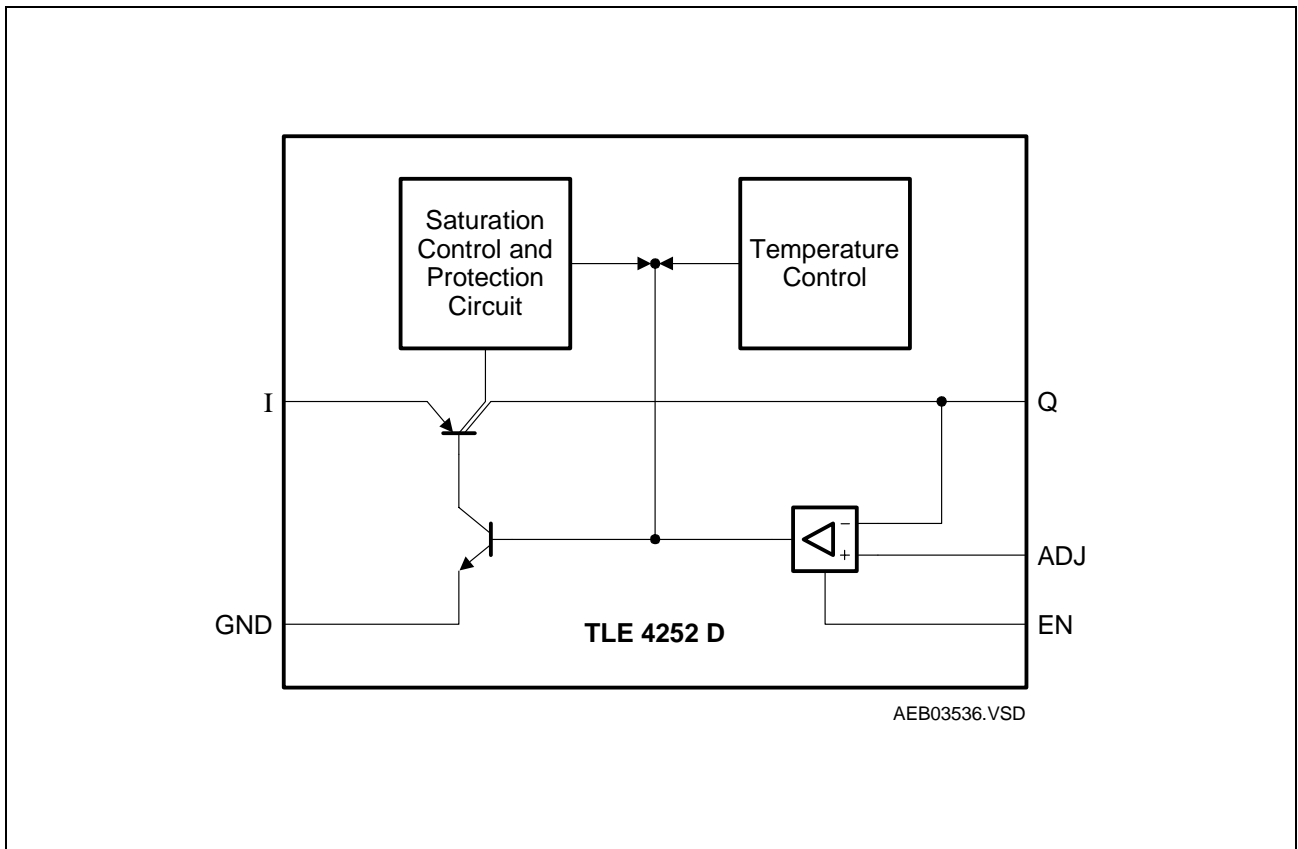 Saturation
Control and
Protection
Circuit
Temperature
Control
I
Q
-
+
ADJ
GND
EN
TLE 4252 D
AEB03536.VSD